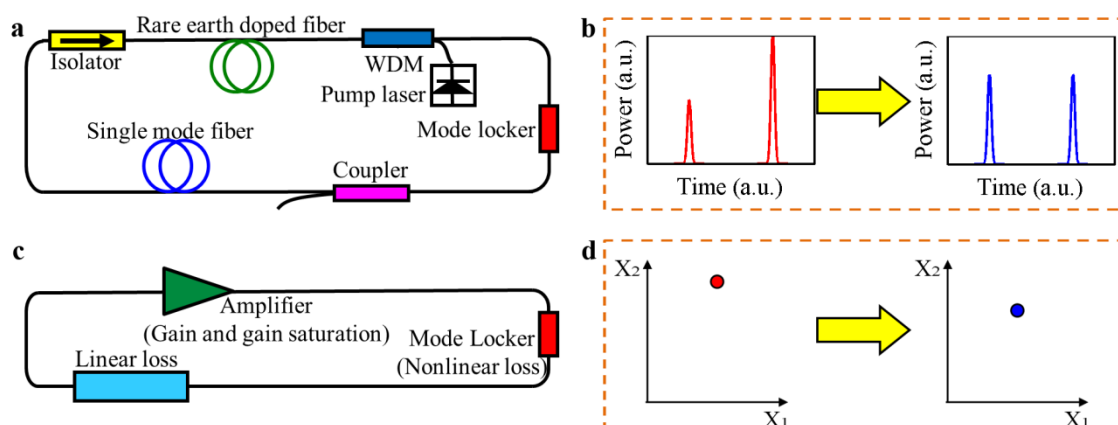 a
Rare earth doped fiber
Isolator
WDM
Pump laser
Single mode fiber
Mode locker
Coupler
b
Power (a.u.)
Time (a.u.)
Power (a.u.)
Time (a.u.)
c
Amplifier
(Gain and gain saturation)
Mode Locker
(Nonlinear loss)
Linear loss
d
X₂
X₁
X₂
X₁